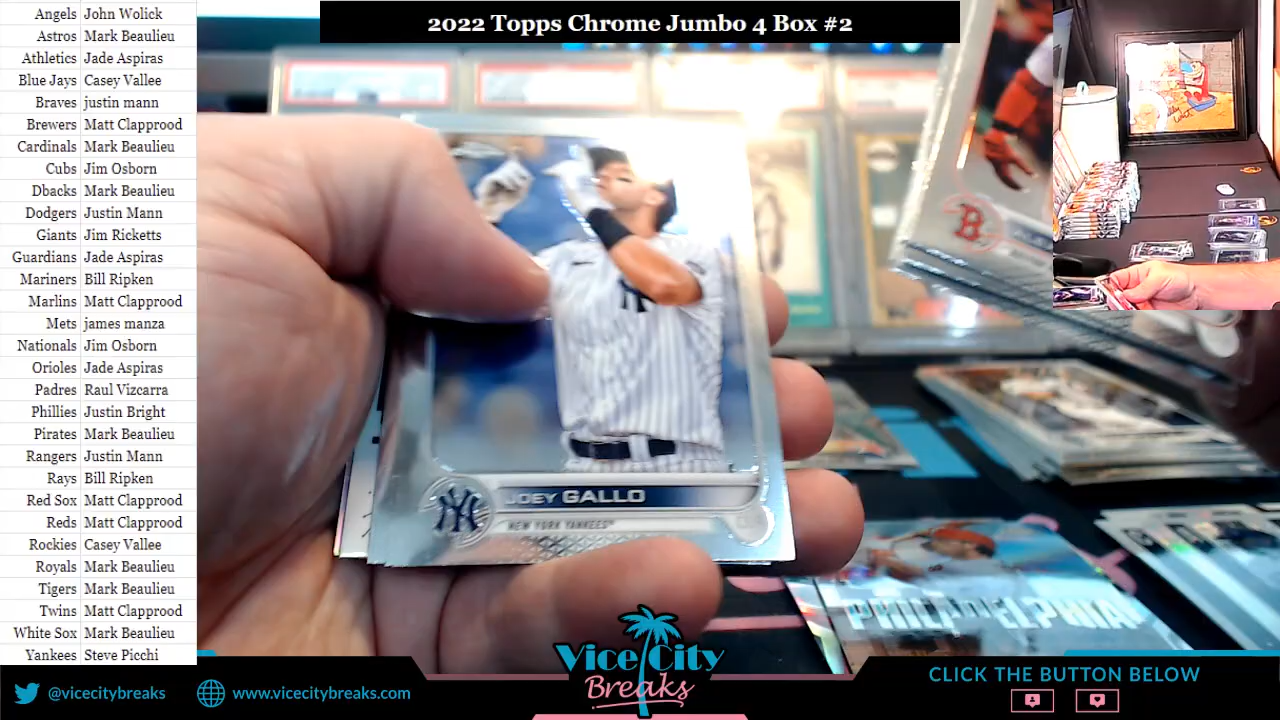 2022 Topps Chrome Jumbo 4 Box #2
Angels John Wolick
Astros Mark Beaulieu
Athletics Jade Aspiras
Blue Jays Casey Vallee
Braves justin mann
Brewers Matt Clapprood
Cardinals Mark Beaulieu
Cubs Jim Osborn
Dbacks Mark Beaulieu
Dodgers Justin Mann
Giants Jim Ricketts
Guardians Jade Aspiras
Mariners Bill Ripken
Marlins Matt Clapprood
Mets james manza
Nationals Jim Osborn
Orioles Jade Aspiras
Padres Raul Vizcarra
Phillies Justin Bright
Pirates Mark Beaulieu
Rangers Justin Mann
Rays Bill Ripken
Red Sox Matt Clapprood
Reds Matt Clapprood
Rockies Casey Vallee
Royals Mark Beaulieu
Tigers Mark Beaulieu
Twins Matt Clapprood
White Sox Mark Beaulieu
Yankees Steve Picchi
B
NY
JOEY GALLO
NEW YORK YANKEES
PHILADELPHIA
@vicecitybreaks
www.vicecitybreaks.com
Vice City
Breaks
CLICK THE BUTTON BELOW